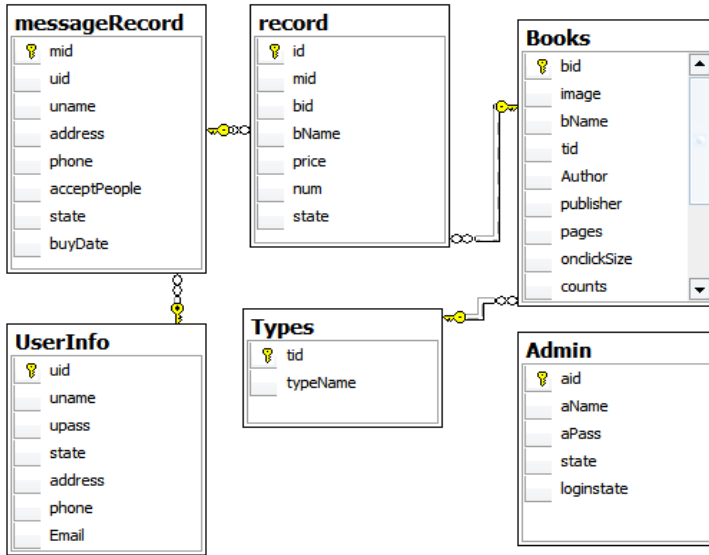 messageRecord
mid
uid
uname
address
phone
acceptPeople
state
buyDate
record
id
mid
bid
bName
price
num
state
Books
bid
image
bName
tid
Author
publisher
pages
onclickSize
counts
UserInfo
uid
uname
upass
state
address
phone
Email
Types
tid
typeName
Admin
aid
aName
aPass
state
loginstate